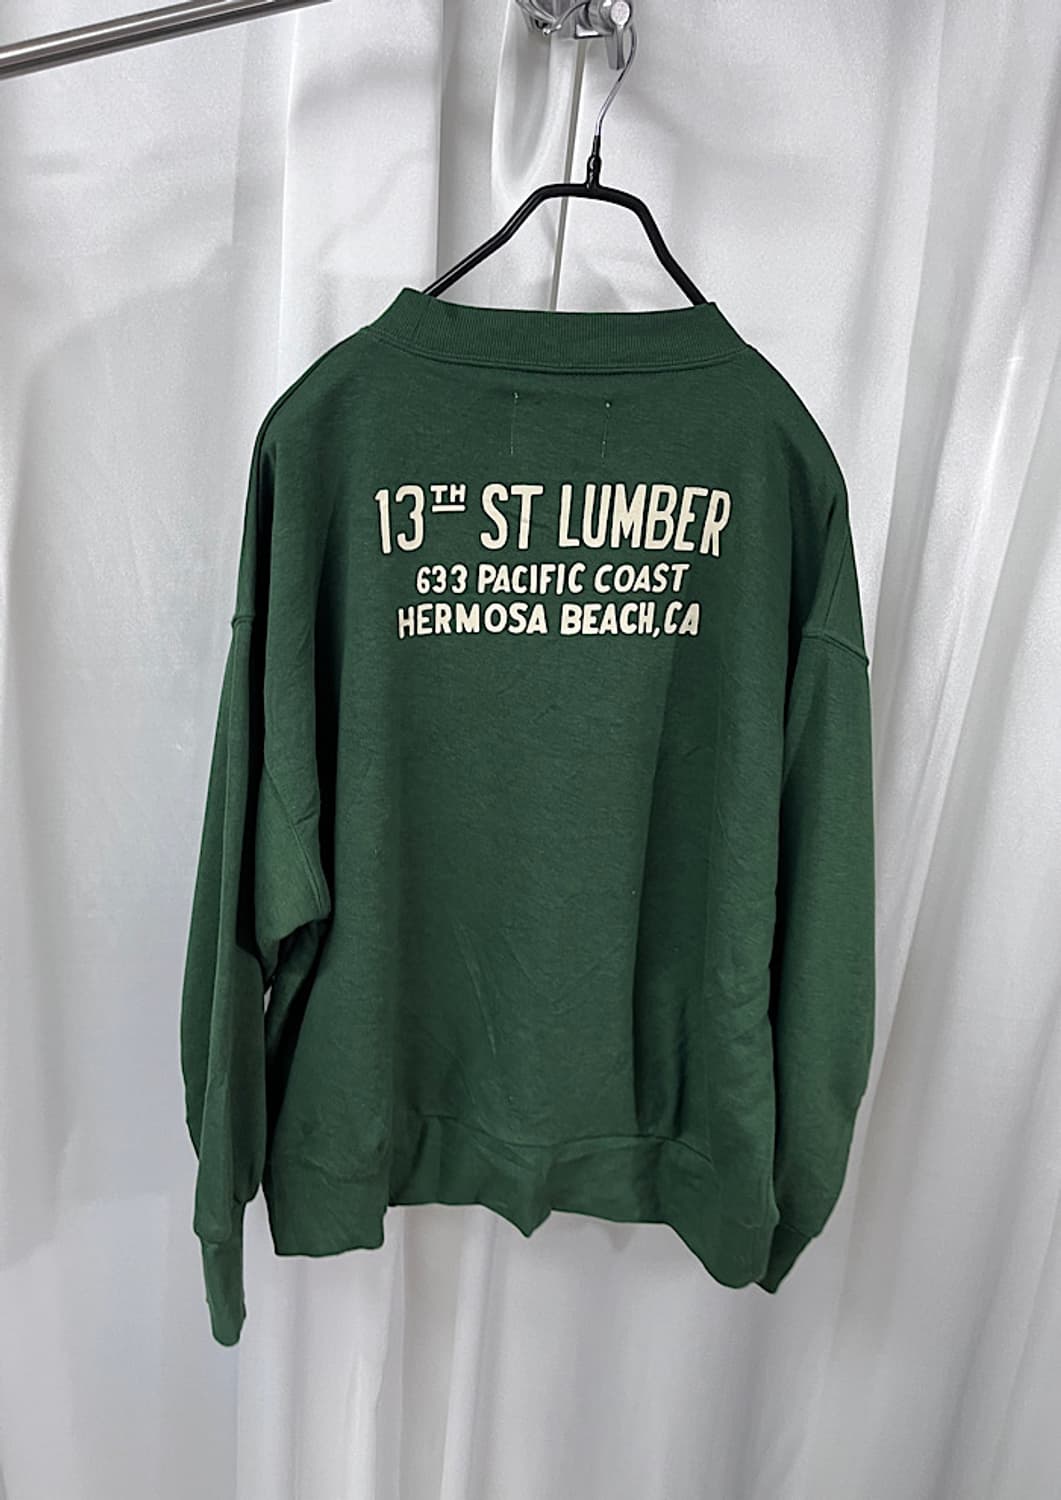 13TH ST LUMBER
633 PACIFIC COAST
HERMOSA BEACH, CA